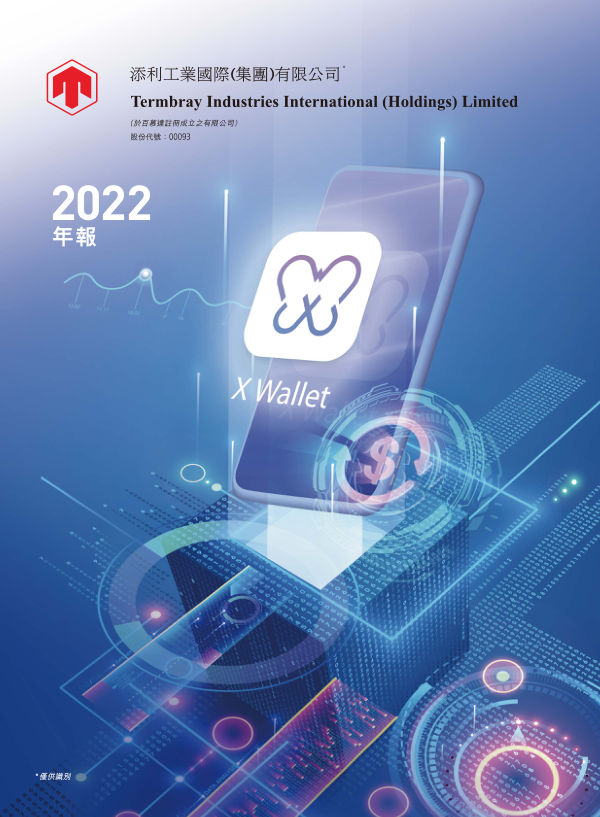 添利工業國際(集團)有限公司*
Termbray Industries International (Holdings) Limited
(於百慕達註冊成立之有限公司)
股份代號：00093
2022
年報
X Wallet
$
*僅供識別